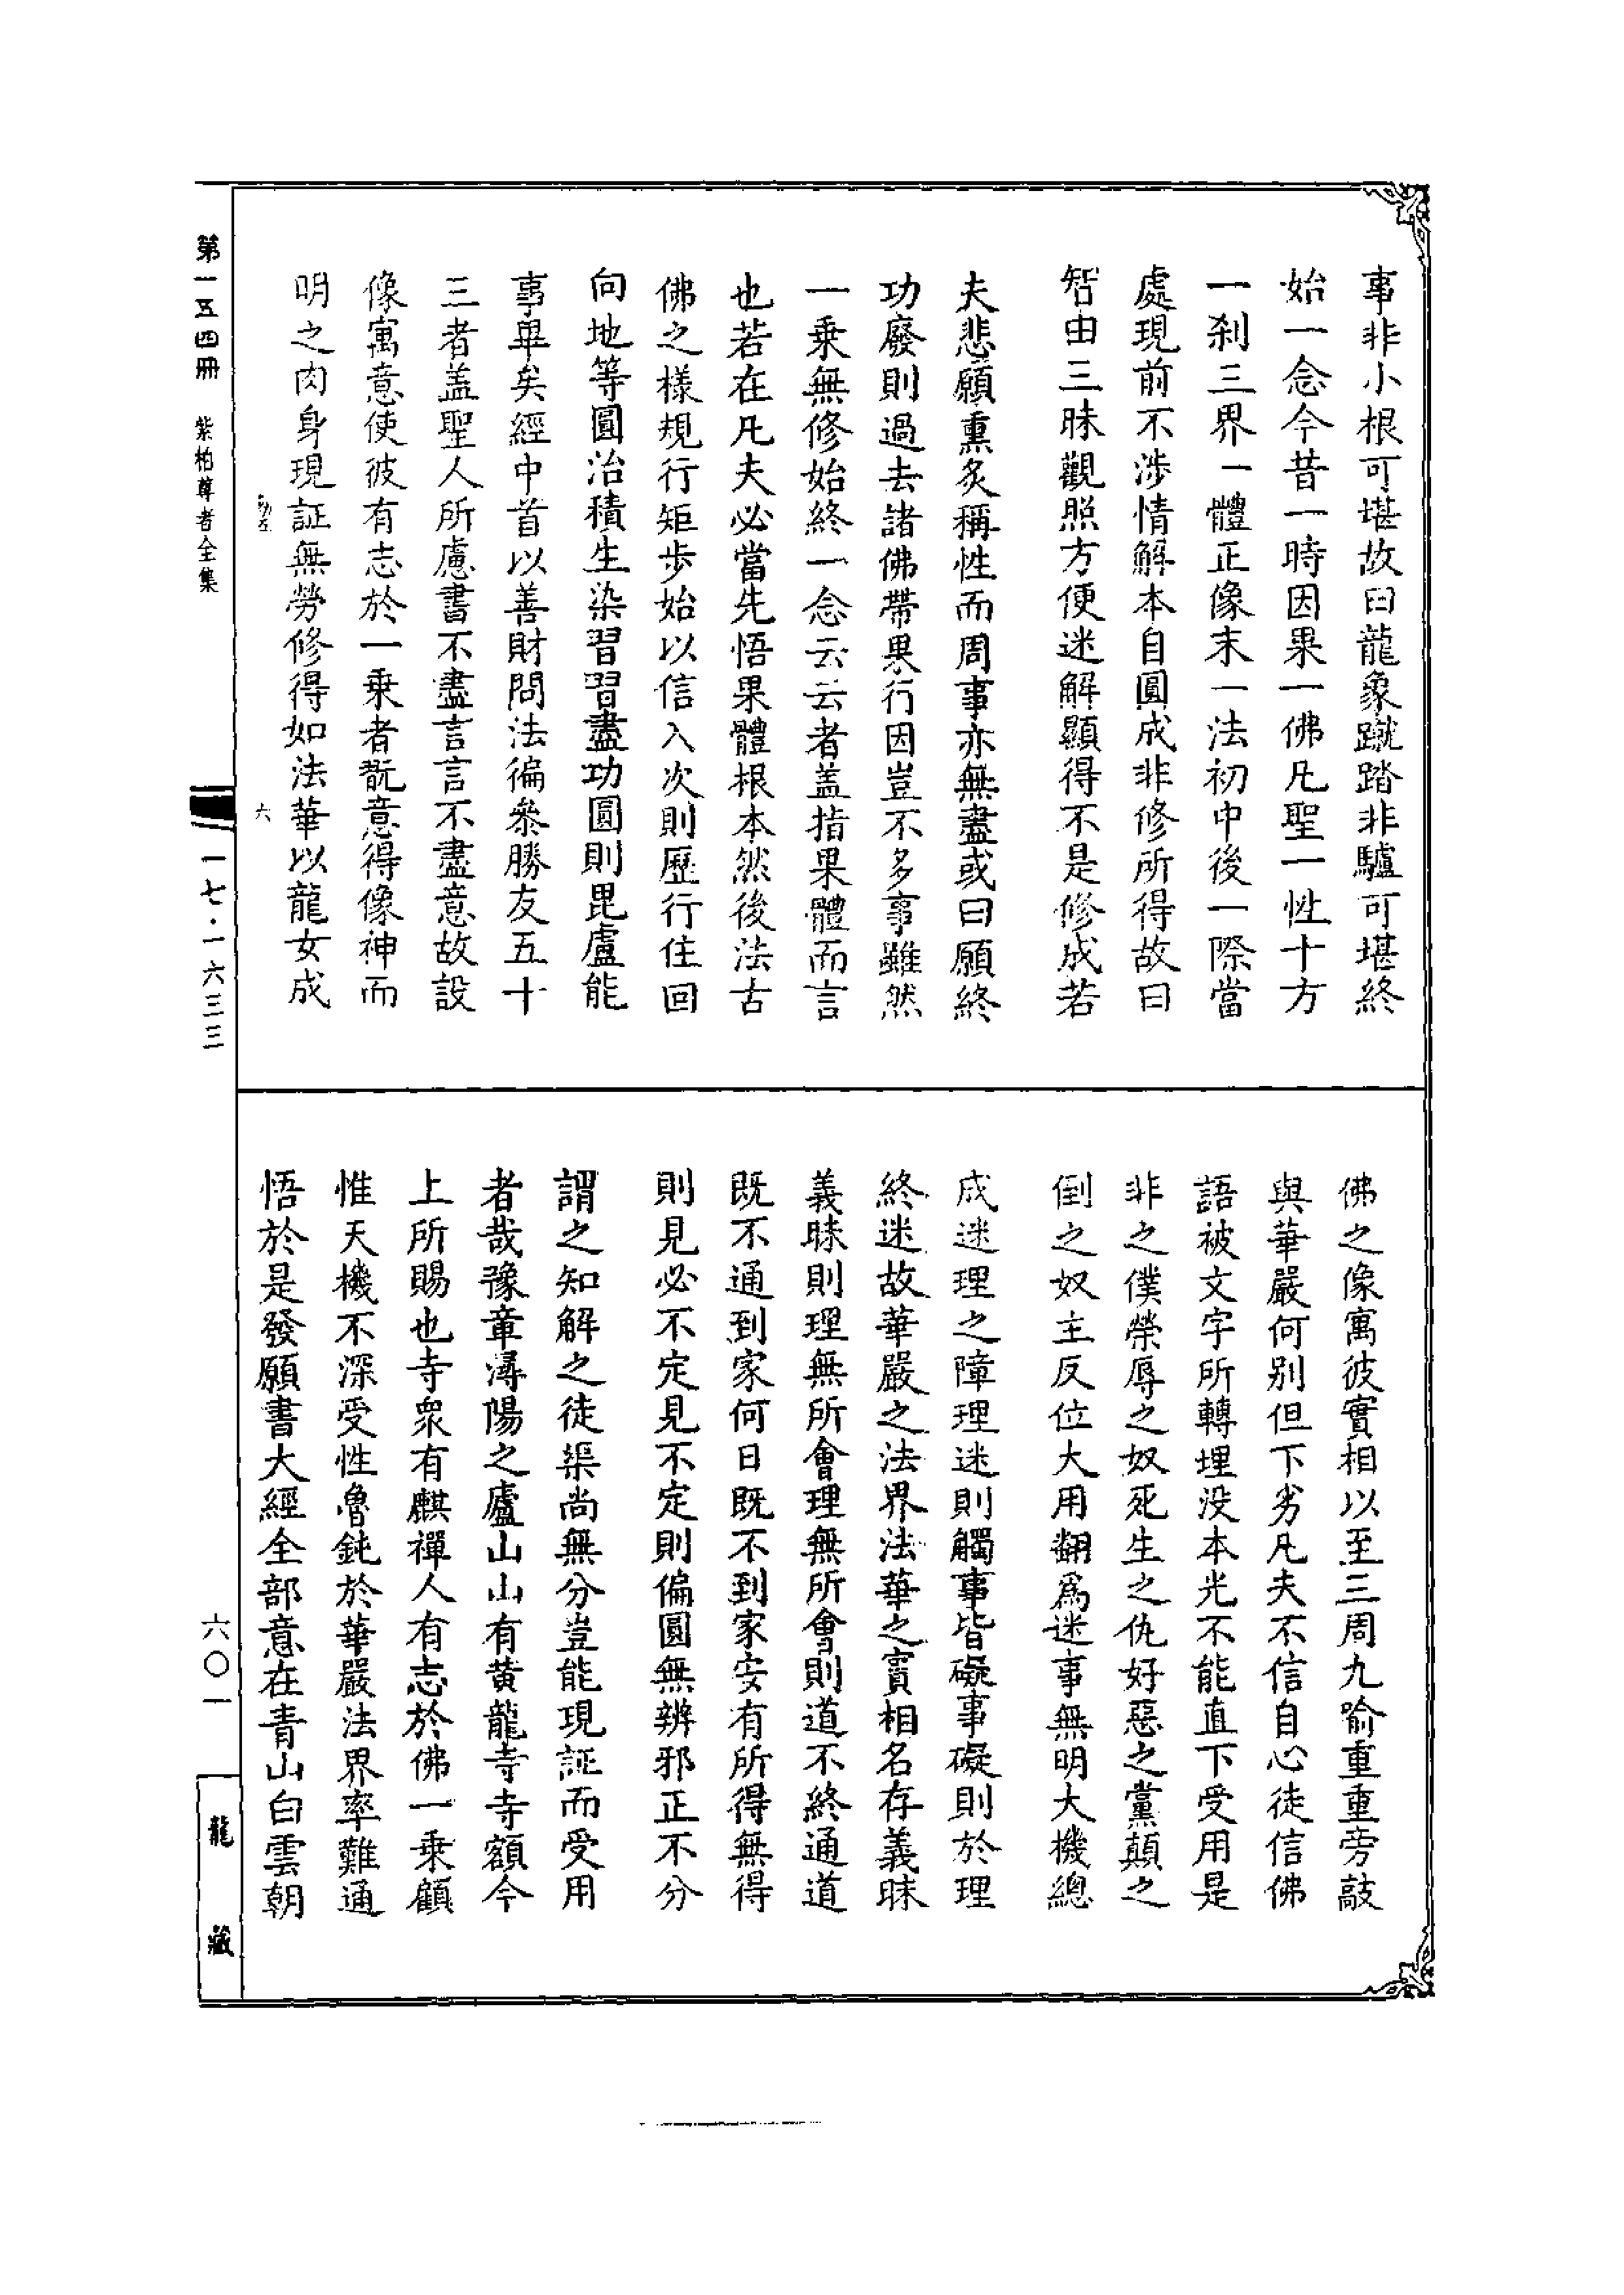 事非小根可堪故曰龍象蹴踏非驢可堪終
始一念今昔一時因果一佛凡聖一性十方
一剎三界一體正像末一法初中後一際當
處現前不涉情解本自圓成非修所得故曰
智由三昧觀照方便迷解顯得不是修成若
夫悲願熏炙稱性而周事亦無盡或曰願終
功廢則過去諸佛帶果行因豈不多事雖然
一乘無修始終一念云云者盖指果體而言
也若在凡夫必當先悟果體根本然後法古
佛之樣規行矩步始以信入次則歷行住回
向地等圓治積生染習習盡功圓則毘盧能
事畢矣經中首以善財問法徧參勝友五十
三者盖聖人所慮書不盡言言不盡意故設
像寓意使彼有志於一乘者翫意得像神而
明之肉身現証無勞修得如法華以龍女成
佛之像寓彼實相以至三周九喻重重旁敲
與華嚴何别但下劣凡夫不信自心徒信佛
語被文字所轉埋没本光不能直下受用是
非之僕榮辱之奴死生之仇好惡之黨顛之
倒之奴主反位大用翻爲迷事無明大機總
成迷理之障理迷則觸事皆礙事礙則於理
終迷故華嚴之法界法華之實相名存義昧
義昧則理無所會理無所會則道不終通道
既不通到家何日既不到家安有所得無得
則見必不定見不定則偏圓無辨邪正不分
謂之知解之徒渠尚無分豈能現証而受用
者哉豫章潯陽之廬山山有黄龍寺寺額今
上所賜也寺衆有麒禪人有志於佛一乘顧
惟天機不深受性魯鈍於華嚴法界率難通
悟於是發願書大經全部意在青山白雲朝
第一五四冊 紫柏尊者全集
六
一七·一六三三
六〇一
龍藏